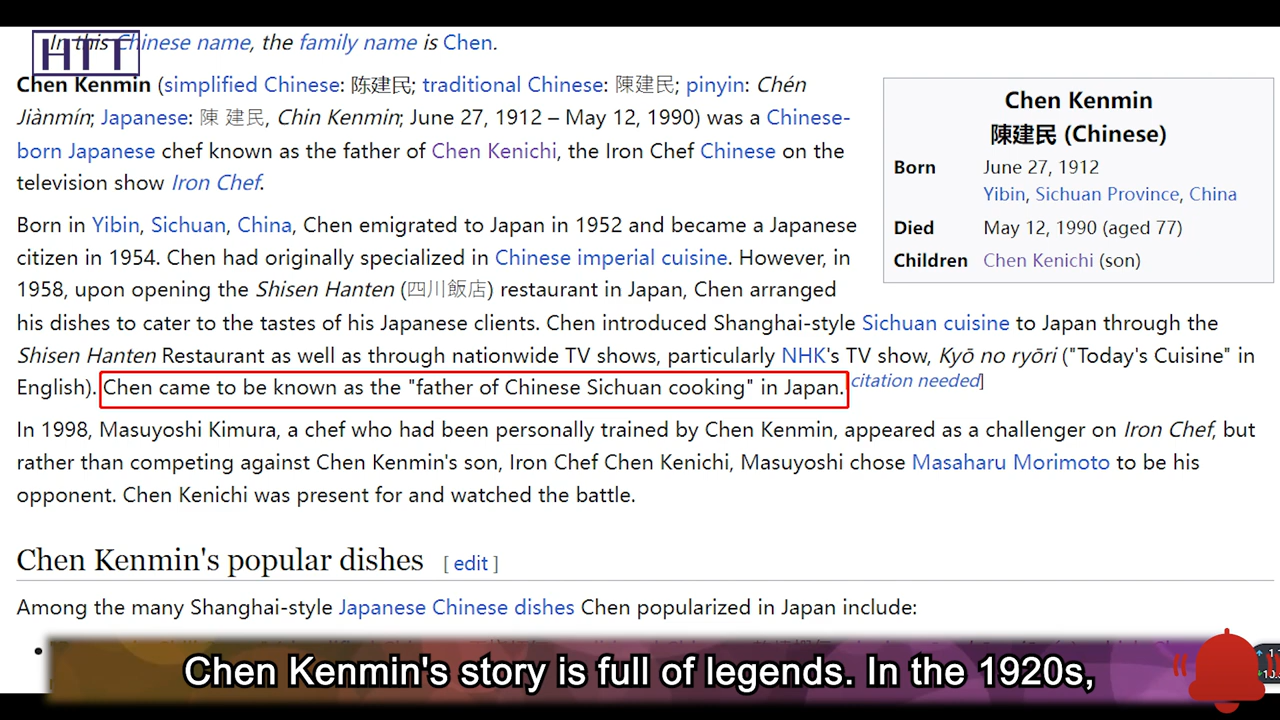 In this Chinese name, the family name is Chen.
HTT
Chen Kenmin (simplified Chinese: 陈建民; traditional Chinese: 陳建民; pinyin: Chén
Jiànmín; Japanese: 陳 建民, Chin Kenmin; June 27, 1912 – May 12, 1990) was a Chinese-
born Japanese chef known as the father of Chen Kenichi, the Iron Chef Chinese on the
television show Iron Chef.
Born in Yibin, Sichuan, China, Chen emigrated to Japan in 1952 and became a Japanese
citizen in 1954. Chen had originally specialized in Chinese imperial cuisine. However, in
1958, upon opening the Shisen Hanten (四川飯店) restaurant in Japan, Chen arranged
his dishes to cater to the tastes of his Japanese clients. Chen introduced Shanghai-style Sichuan cuisine to Japan through the
Shisen Hanten Restaurant as well as through nationwide TV shows, particularly NHK's TV show, Kyō no ryōri ("Today's Cuisine" in
English). Chen came to be known as the "father of Chinese Sichuan cooking" in Japan.[citation needed]
In 1998, Masuyoshi Kimura, a chef who had been personally trained by Chen Kenmin, appeared as a challenger on Iron Chef, but
rather than competing against Chen Kenmin's son, Iron Chef Chen Kenichi, Masuyoshi chose Masaharu Morimoto to be his
opponent. Chen Kenichi was present for and watched the battle.
Chen Kenmin
陳建民 (Chinese)
Born June 27, 1912
Yibin, Sichuan Province, China
Died May 12, 1990 (aged 77)
Children Chen Kenichi (son)
Chen Kenmin's popular dishes [ edit ]
Among the many Shanghai-style Japanese Chinese dishes Chen popularized in Japan include:
Chen Kenmin's story is full of legends. In the 1920s,